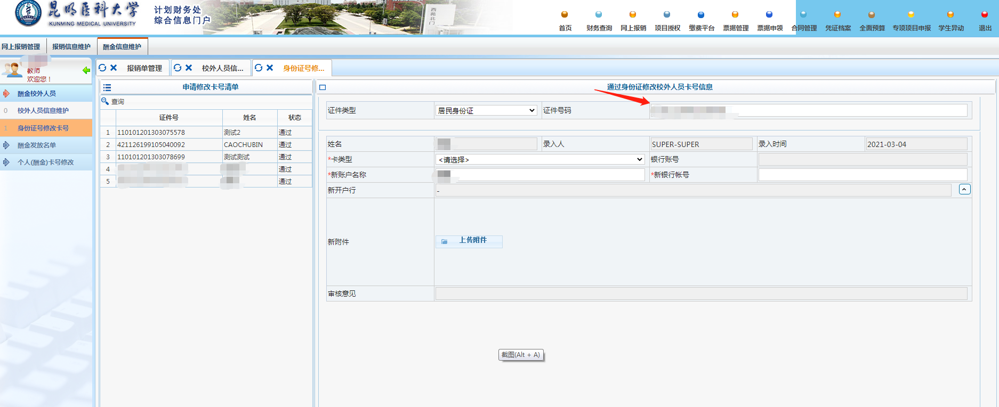 昆明医科大学
KUNMING MEDICAL UNIVERSITY
计划财务处
综合信息门户
西苑北门
首页 财务查询 网上报销 项目授权 缴费平台 票据管理 票据申领 合同管理 凭证档案 全面预算 专项项目申报 学生异动 退出
网上报销管理 报销信息维护 酬金信息维护
教师
欢迎您！
报销单管理 校外人员信... 身份证号修...
酬金校外人员
0 校外人员信息维护
1 身份证号修改卡号
酬金发放名单
个人(酬金)卡号修改
申请修改卡号清单
查询
证件号 姓名 状态
1 110101201303075578 测试2 通过
2 421126199105040092 CAOCHUBIN 通过
3 110101201303078699 测试测试 通过
4 通过
5 通过
通过身份证修改校外人员卡号信息
证件类型 居民身份证 证件号码
姓名 录入人 SUPER-SUPER 录入时间 2021-03-04
*卡类型 <请选择> 银行账号
*新账户名称 *新银行帐号
新开户行 -
新附件 上传附件
审核意见
截图(Alt + A)